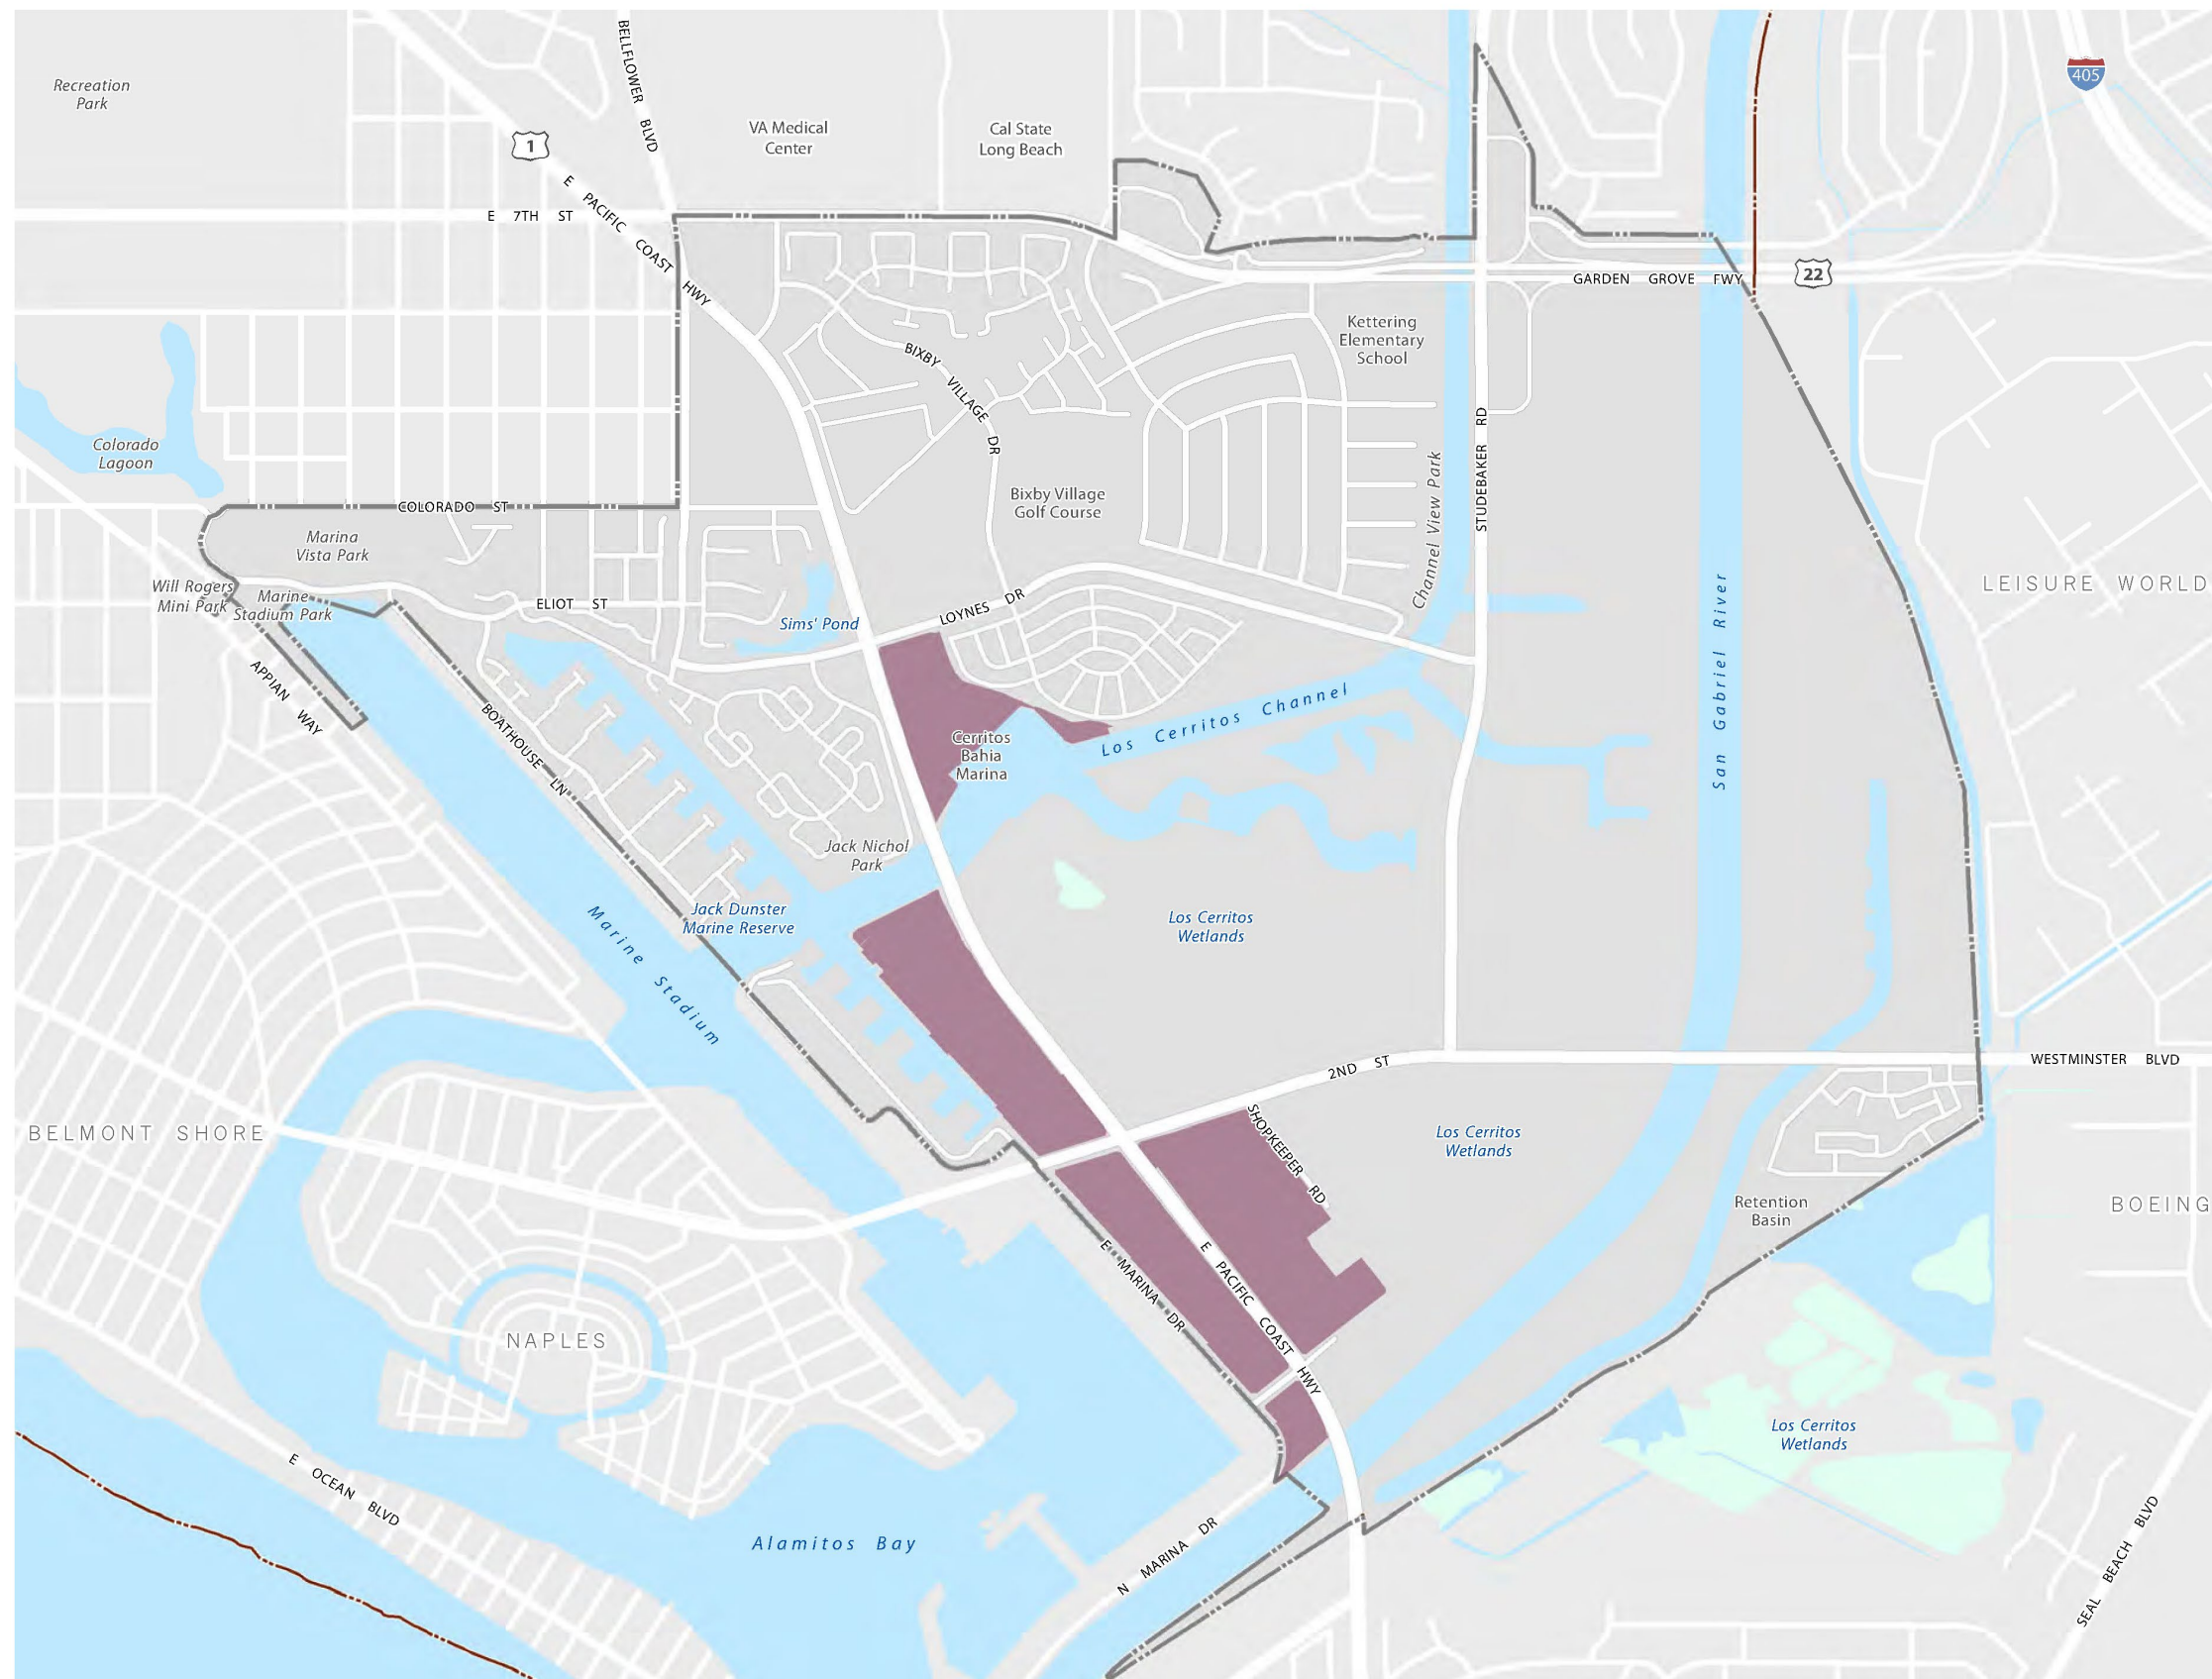 BELLFLOWER BLVD
Recreation
Park
405
VA Medical
Center
Cal State
Long Beach
1
E PACIFIC COAST HWY
E 7TH ST
22
GARDEN GROVE FWY
Kettering
Elementary
School
BIXBY VILLAGE DR
STUDEBAKER RD
Colorado
Lagoon
Bixby Village
Golf Course
Channel View Park
COLORADO ST
Marina
Vista Park
LEISURE WORLD
Will Rogers
Mini Park
Marine
Stadium Park
ELIOT ST
LOYNES DR
Sims' Pond
San Gabriel River
APPIAN WAY
BOATHOUSE LN
Los Cerritos Channel
Cerritos
Bahia
Marina
Jack Nichol
Park
Jack Dunster
Marine Reserve
Los Cerritos
Wetlands
Marine Stadium
2ND ST
WESTMINSTER BLVD
BELMONT SHORE
SHOPKEEPER RD
Los Cerritos
Wetlands
Retention
Basin
BOEING
E MARINA DR
E PACIFIC COAST HWY
NAPLES
Los Cerritos
Wetlands
E OCEAN BLVD
Alamitos Bay
N MARINA DR
SEAL BEACH BLVD